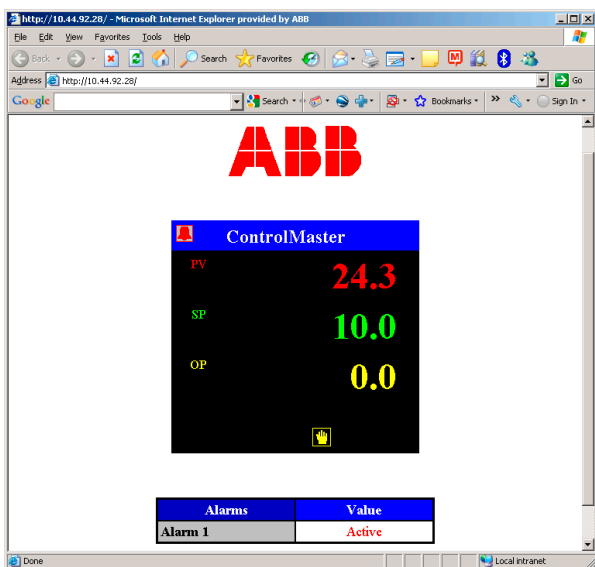 http://10.44.92.28/ - Microsoft Internet Explorer provided by ABB
File Edit View Favorites Tools Help
Back Search Favorites
Address http://10.44.92.28/ Go
Google Search Bookmarks Sign In
ABB
ControlMaster
PV 24.3
SP 10.0
OP 0.0
Alarms Value
Alarm 1 Active
Done Local intranet